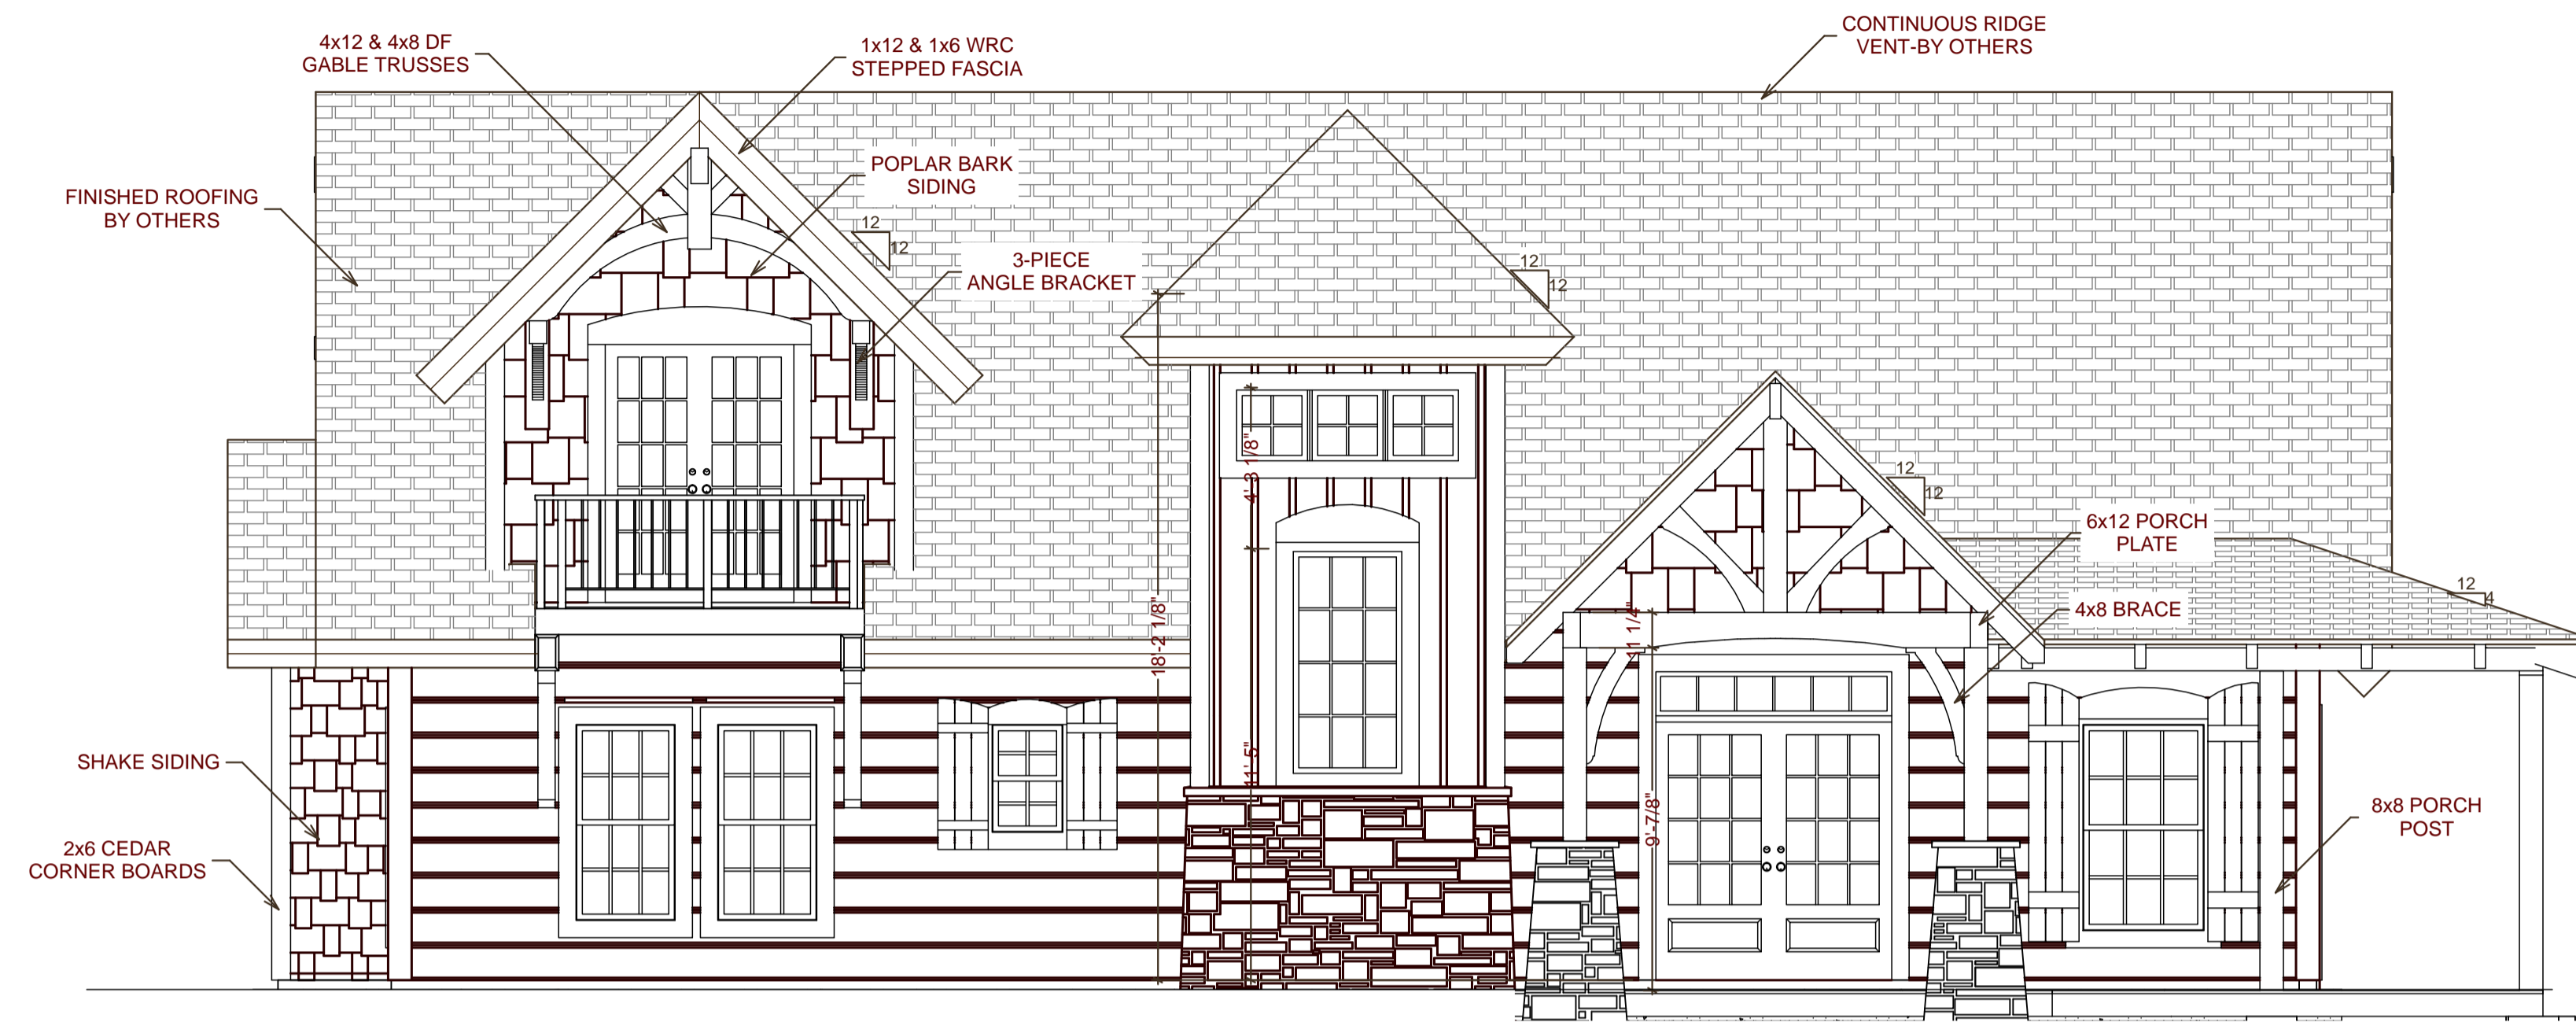 4x12 & 4x8 DF
GABLE TRUSSES
1x12 & 1x6 WRC
STEPPED FASCIA
CONTINUOUS RIDGE
VENT-BY OTHERS
FINISHED ROOFING
BY OTHERS
POPLAR BARK
SIDING
12
12
3-PIECE
ANGLE BRACKET
12
12
4'-3 1/8"
12
12
6x12 PORCH
PLATE
12
4
4x8 BRACE
18'-2 1/8"
11 1/4"
SHAKE SIDING
11'-5"
9'-7/8"
8x8 PORCH
POST
2x6 CEDAR
CORNER BOARDS